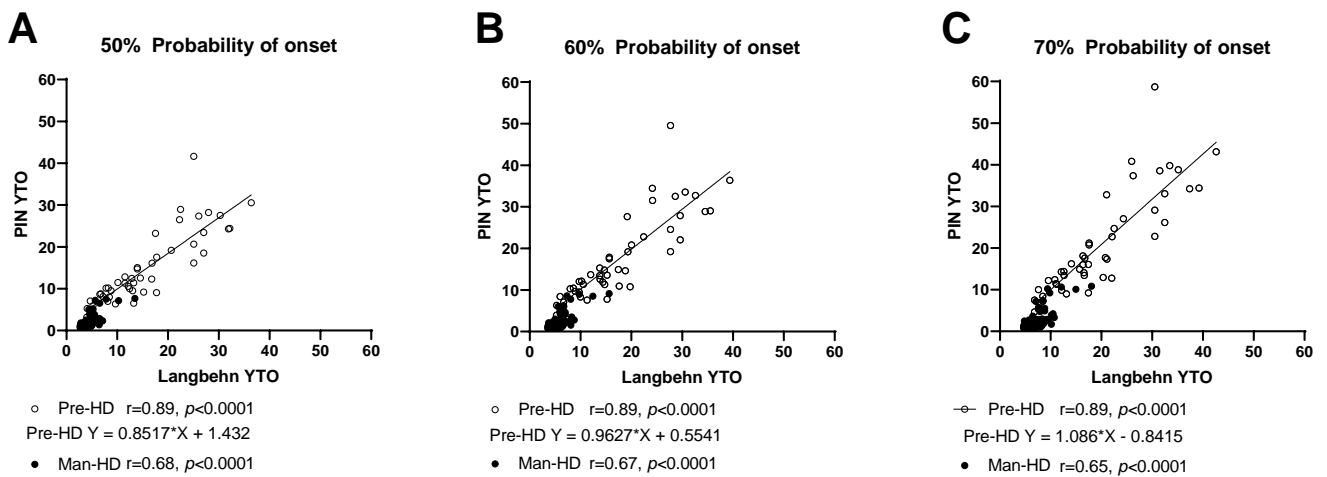 A
50% Probability of onset
60
50
40
30
20
10
0
0 10 20 30 40 50 60
PIN YTO
Langbehn YTO
Pre-HD r=0.89, p<0.0001
Pre-HD Y = 0.8517*X + 1.432
Man-HD r=0.68, p<0.0001
B
60% Probability of onset
60
50
40
30
20
10
0
0 10 20 30 40 50 60
PIN YTO
Langbehn YTO
Pre-HD r=0.89, p<0.0001
Pre-HD Y = 0.9627*X + 0.5541
Man-HD r=0.67, p<0.0001
C
70% Probability of onset
60
50
40
30
20
10
0
0 10 20 30 40 50 60
PIN YTO
Langbehn YTO
Pre-HD r=0.89, p<0.0001
Pre-HD Y = 1.086*X - 0.8415
Man-HD r=0.65, p<0.0001